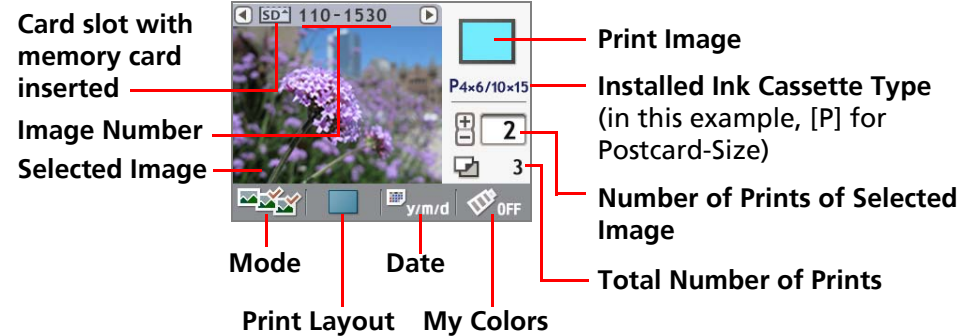 Card slot with
memory card
inserted
Image Number
Selected Image
SD
110-1530
P4×6/10×15
2
3
y/m/d
OFF
Print Image
Installed Ink Cassette Type
(in this example, [P] for
Postcard-Size)
Number of Prints of Selected
Image
Total Number of Prints
Mode
Date
Print Layout
My Colors